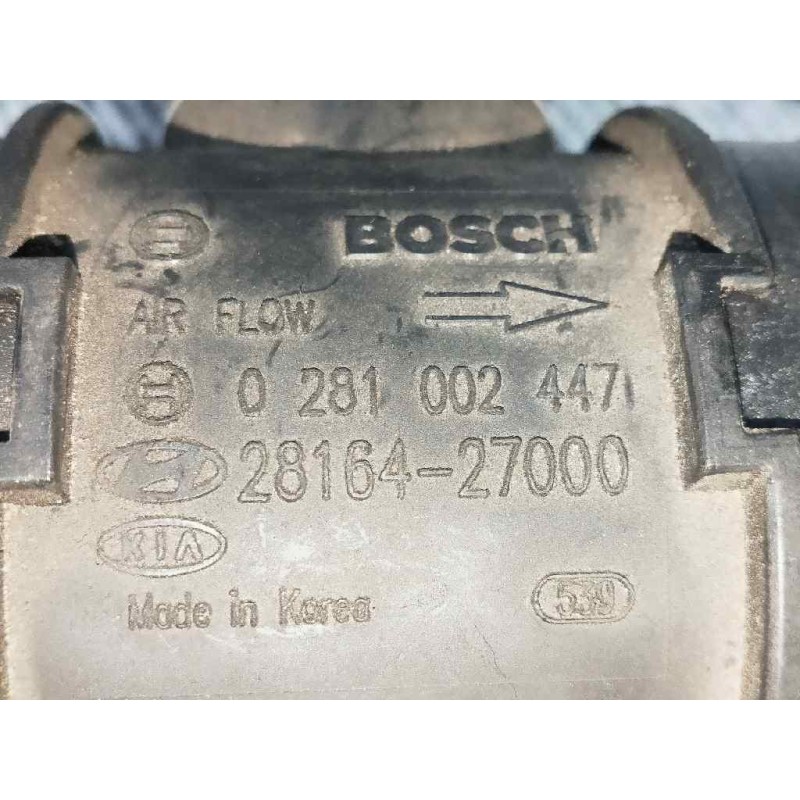 BOSCH
AIR FLOW
0 281 002 447
28164-27000
KIA
Made in Korea
539